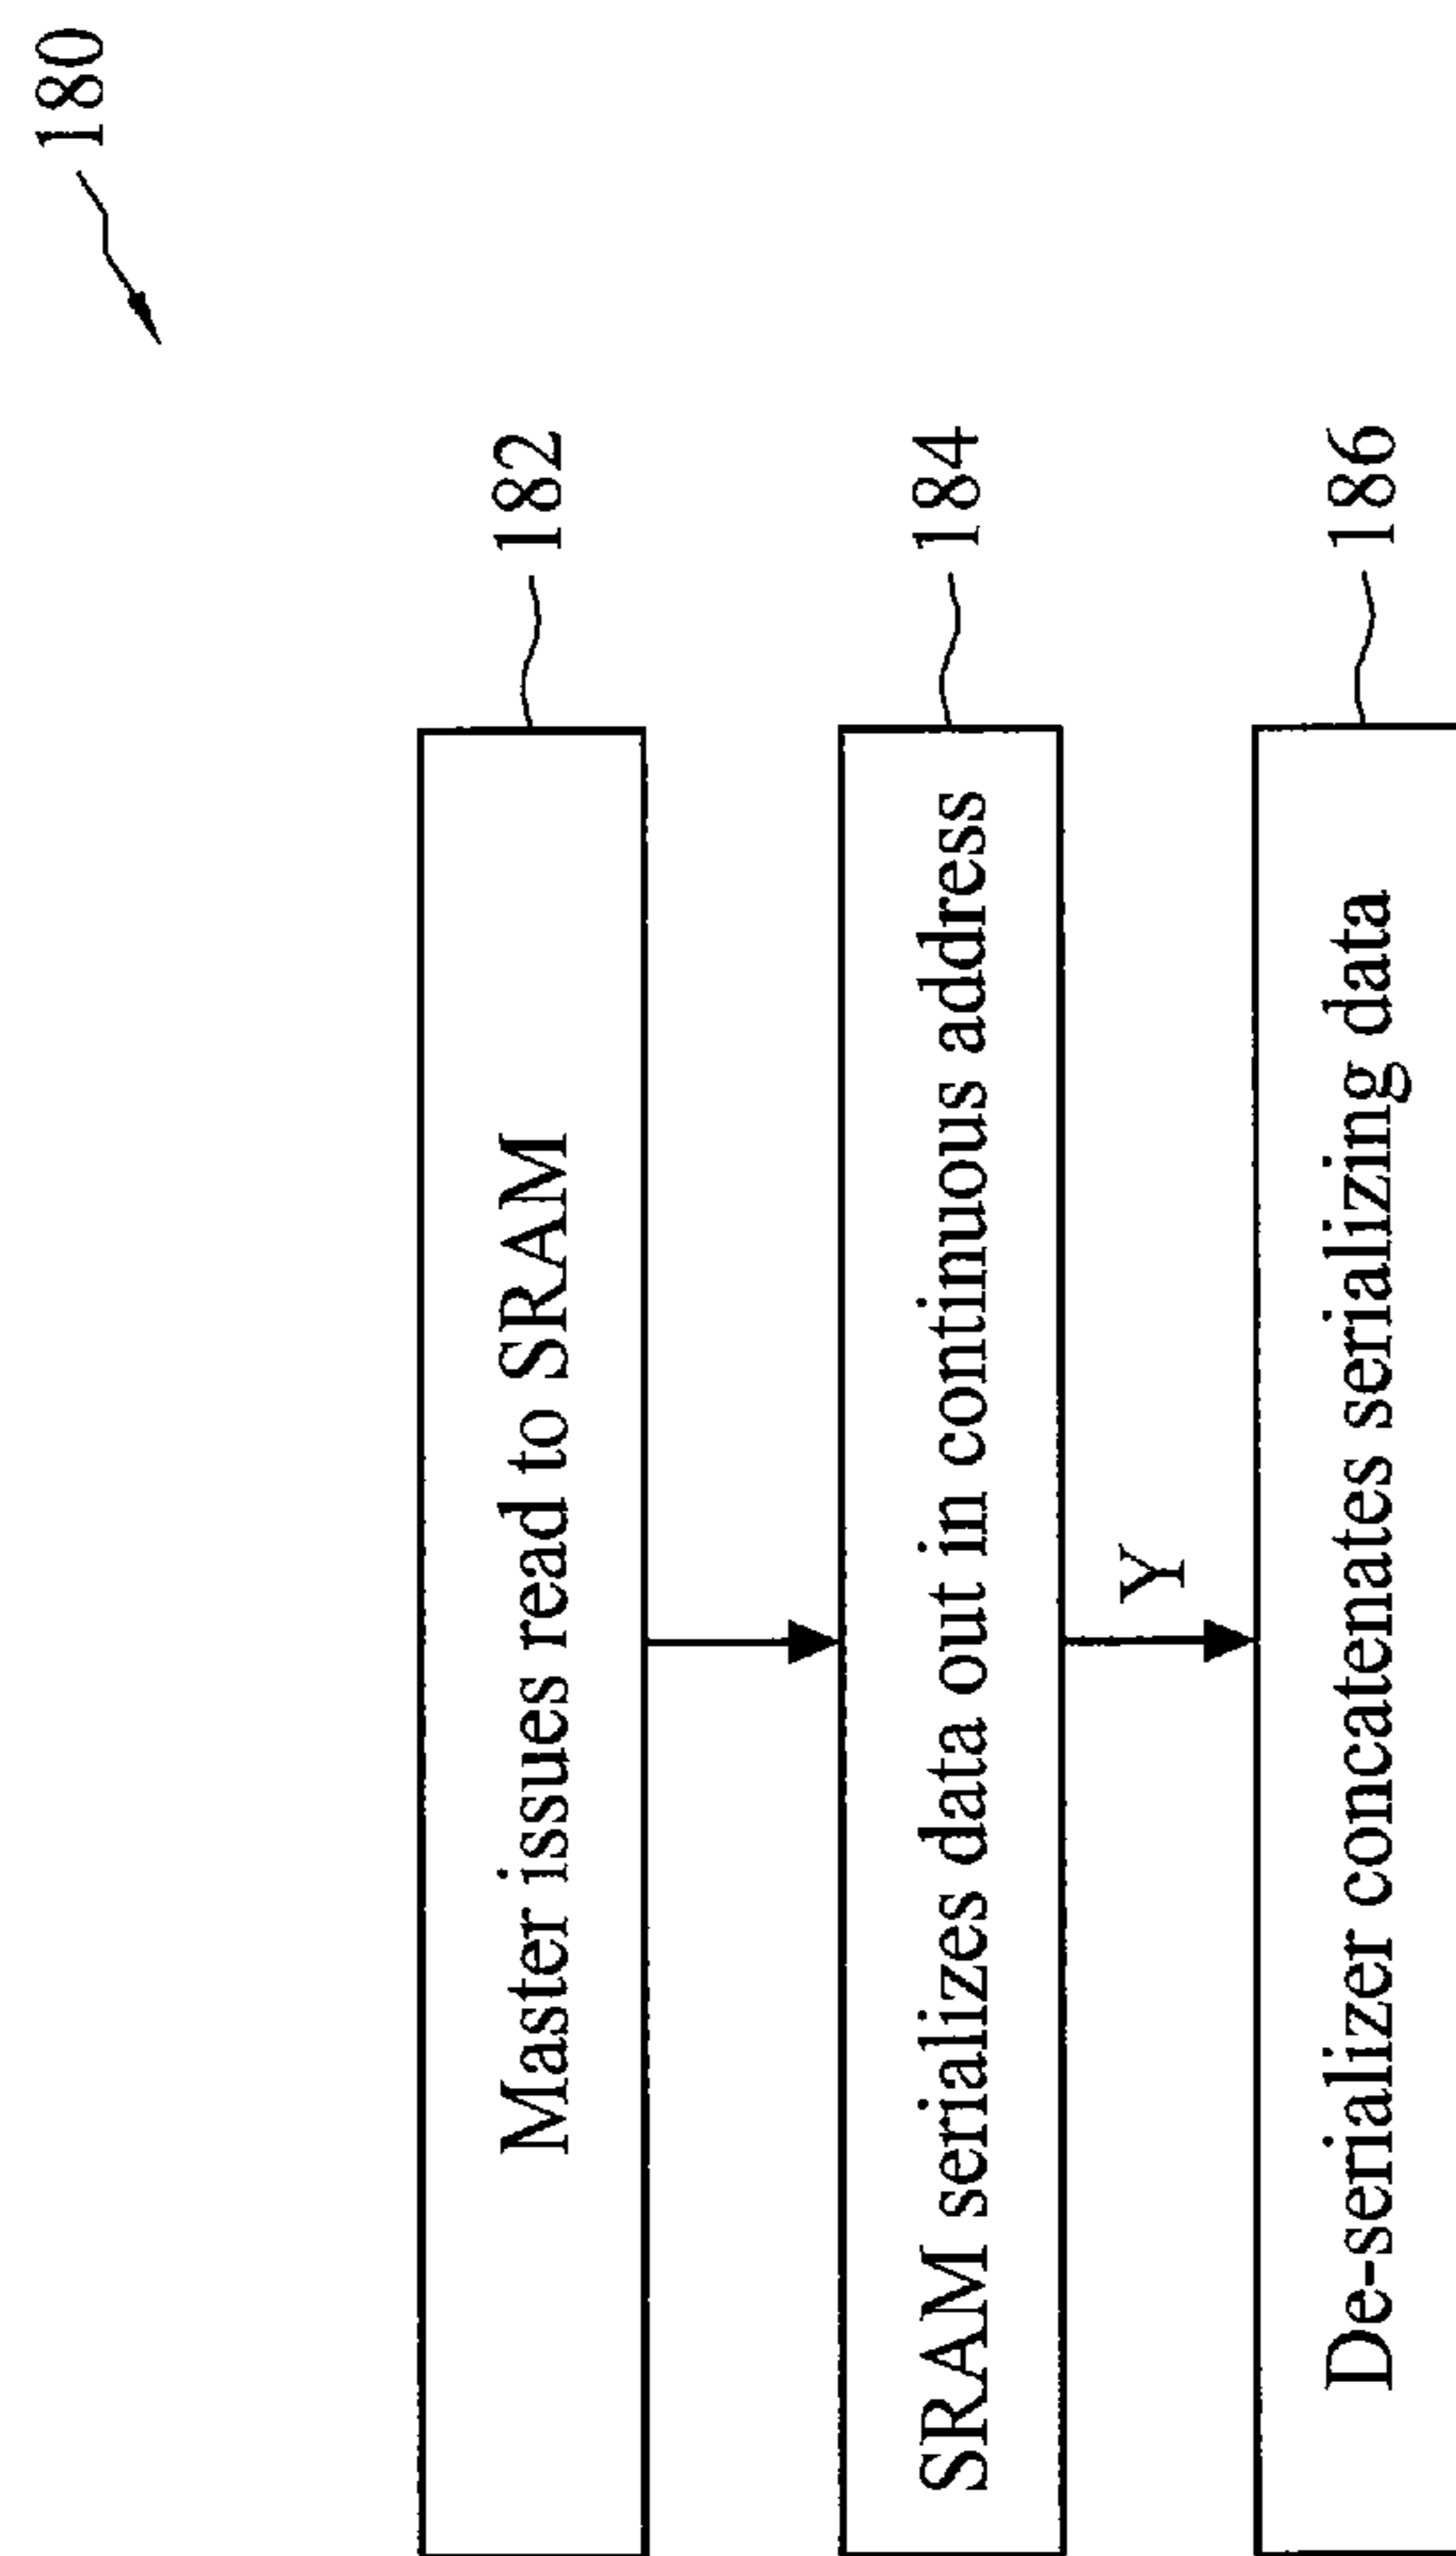 180
Master issues read to SRAM
182
SRAM serializes data out in continuous address
184
Y
De-serializer concatenates serializing data
186